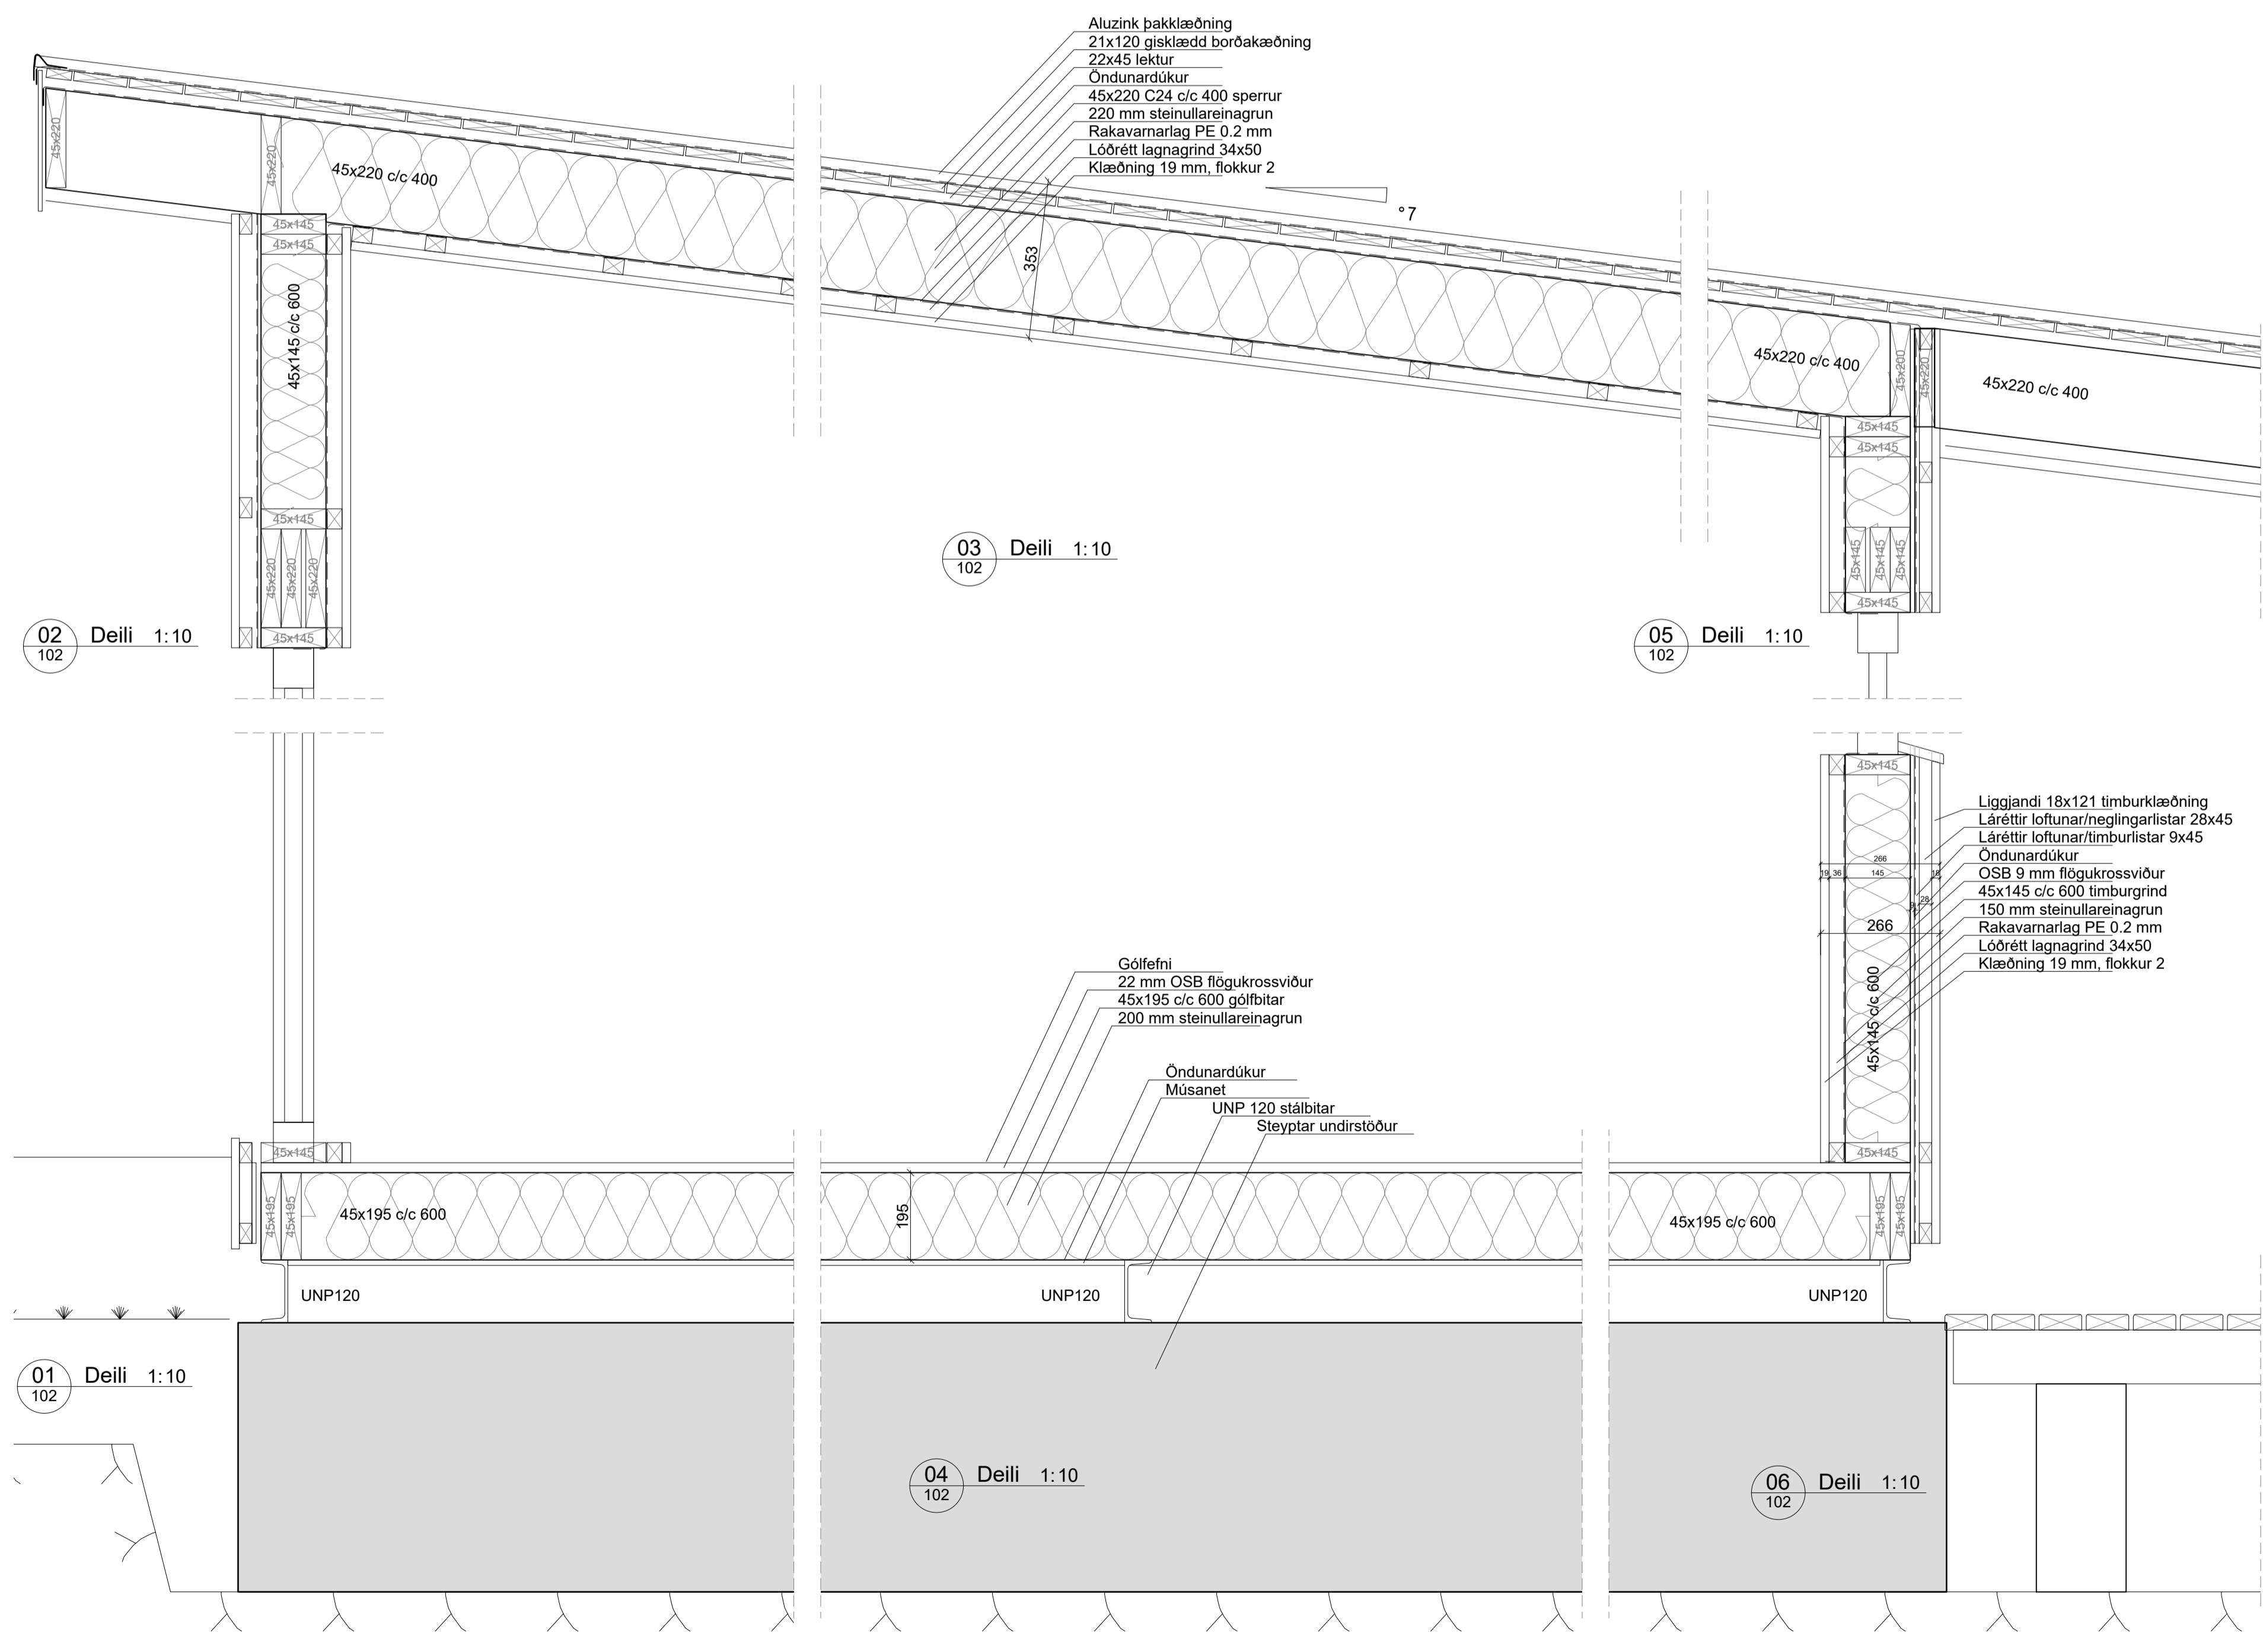 Aluzink þakklæðning
21x120 gisklædd borðakæðning
22x45 lektur
Öndunardúkur
45x220 C24 c/c 400 sperrur
220 mm steinullareinagrun
Rakavarnarlag PE 0.2 mm
Lóðrétt lagnagrind 34x50
Klæðning 19 mm, flokkur 2
°7
353
45x220
45x220
45x220 c/c 400
45x145
45x145
45x145 c/c 600
45x145
45x220
45x220
45x220
45x145
02
102
Deili 1:10
03
102
Deili 1:10
45x220 c/c 400
45x200
45x220
45x220 c/c 400
45x145
45x145
45x145
45x145
45x145
45x145
05
102
Deili 1:10
45x145
Liggjandi 18x121 timburklæðning
Láréttir loftunar/neglingarlistar 28x45
Láréttir loftunar/timburlistar 9x45
Öndunardúkur
OSB 9 mm flögukrossviður
45x145 c/c 600 timburgrind
150 mm steinullareinagrun
Rakavarnarlag PE 0.2 mm
Lóðrétt lagnagrind 34x50
Klæðning 19 mm, flokkur 2
266
19 36 145 18
28
9
266
45x145 c/c 600
45x145
Gólfefni
22 mm OSB flögukrossviður
45x195 c/c 600 gólfbitar
200 mm steinullareinagrun
Öndunardúkur
Músanet
UNP 120 stálbitar
Steyptar undirstöður
45x145
45x195
45x195
45x195 c/c 600
195
45x195 c/c 600
45x195
45x195
UNP120
UNP120
UNP120
01
102
Deili 1:10
04
102
Deili 1:10
06
102
Deili 1:10